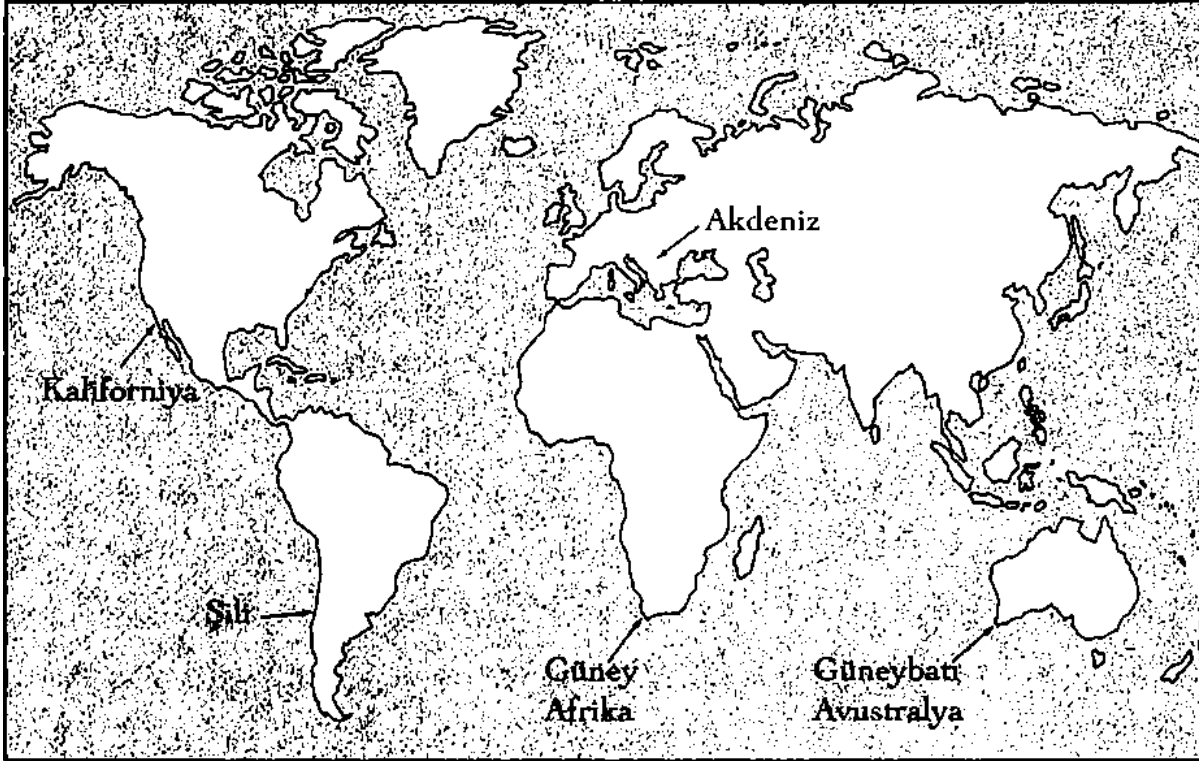 Akdeniz
Kaliforniya
Şili
Güney
Afrika
Güneybatı
Avustralya